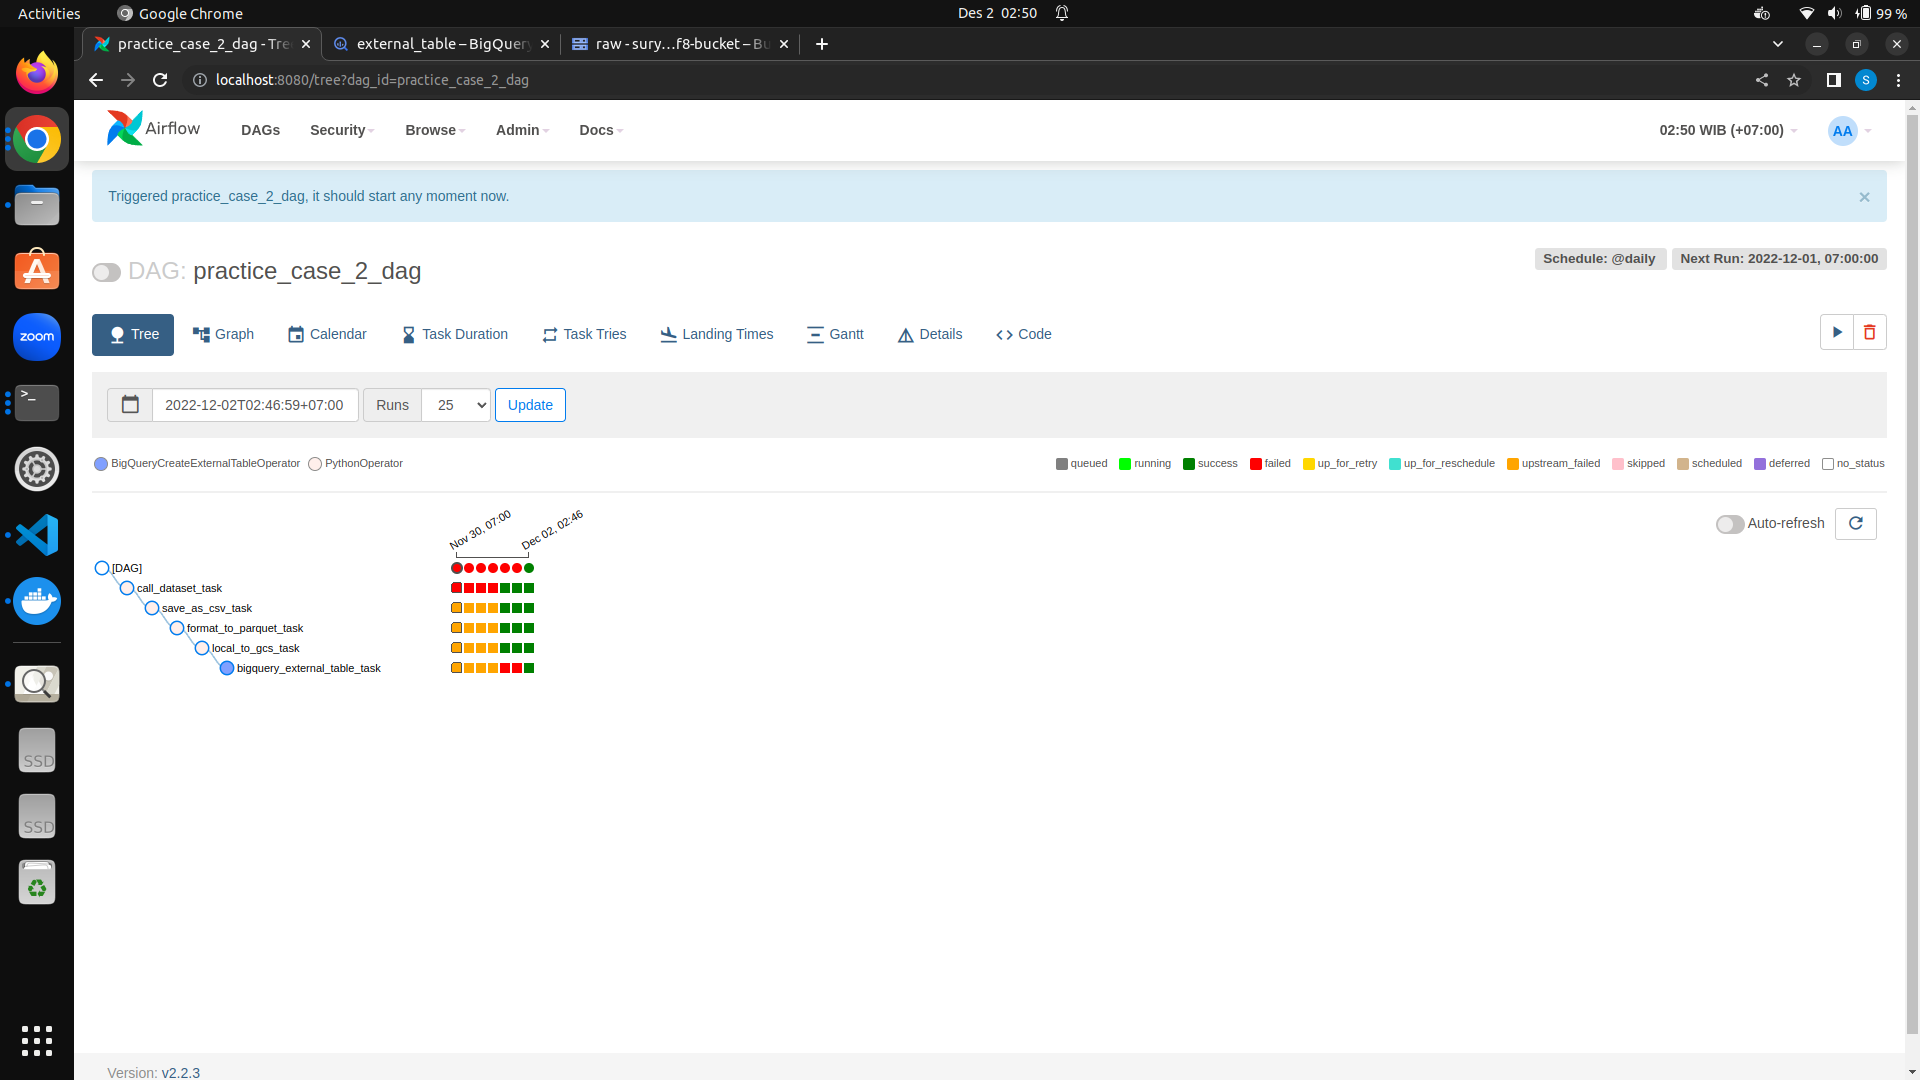 Activities
Google Chrome
Des 2 02:50
99 %
practice_case_2_dag - Tre
external_table – BigQuery
raw - sury…f8-bucket – Bu
localhost:8080/tree?dag_id=practice_case_2_dag
S
Airflow
DAGs
Security
Browse
Admin
Docs
02:50 WIB (+07:00)
AA
Triggered practice_case_2_dag, it should start any moment now.
×
DAG: practice_case_2_dag
Schedule: @daily
Next Run: 2022-12-01, 07:00:00
Tree
Graph
Calendar
Task Duration
Task Tries
Landing Times
Gantt
Details
Code
2022-12-02T02:46:59+07:00
Runs
25
Update
BigQueryCreateExternalTableOperator
PythonOperator
queued
running
success
failed
up_for_retry
up_for_reschedule
upstream_failed
skipped
scheduled
deferred
no_status
Auto-refresh
Nov 30, 07:00
Dec 02, 02:46
[DAG]
call_dataset_task
save_as_csv_task
format_to_parquet_task
local_to_gcs_task
bigquery_external_table_task
Version: v2.2.3
zoom
>_
SSD
SSD